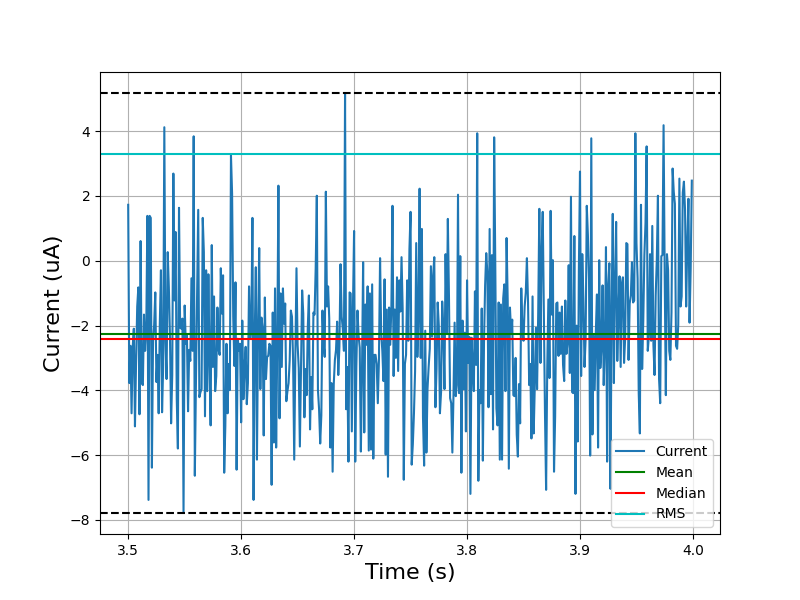 4
2
0
−2
−4
−6
−8
Current (uA)
3.5
3.6
3.7
3.8
3.9
4.0
Time (s)
Current
Mean
Median
RMS